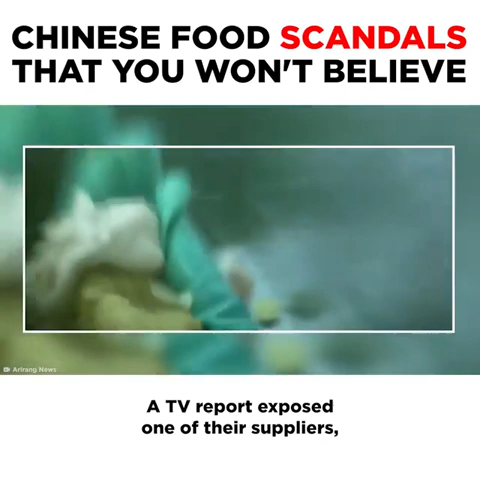 CHINESE FOOD SCANDALS
THAT YOU WON'T BELIEVE
Arirang News
A TV report exposed
one of their suppliers,